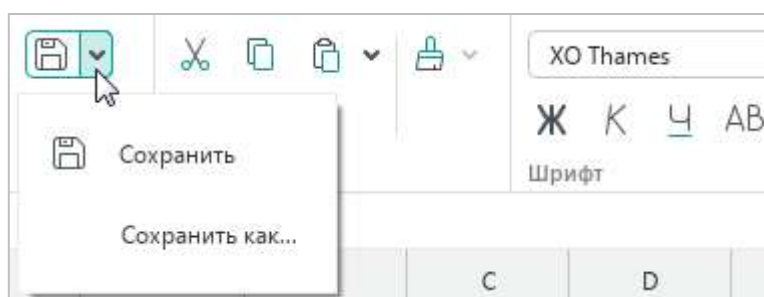 XO Thames
Ж К Ч АВ
Шрифт
Сохранить
Сохранить как...
C D